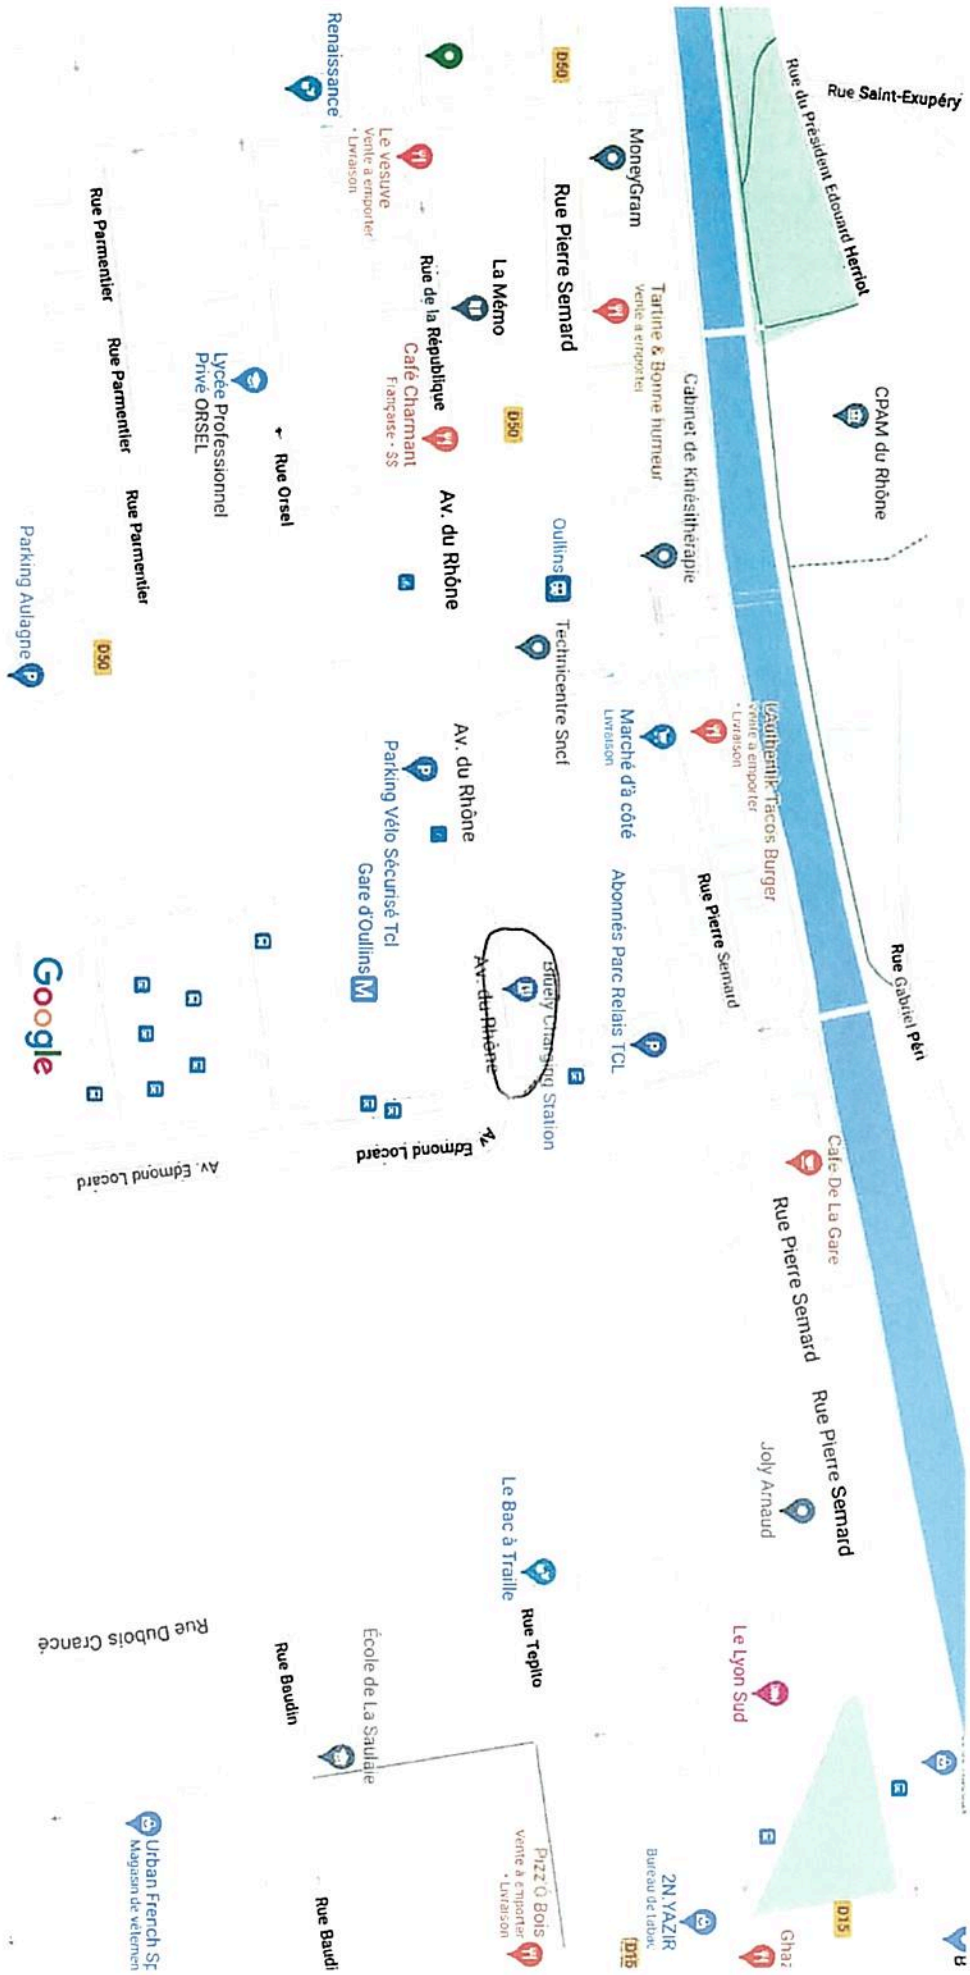 Rue Saint-Exupéry
Rue du Président Edouard Herriot
CPAM du Rhône
Rue Gabriel Péri
D50
MoneyGram
Rue Pierre Semard
Tartine & Bonne humeur
Vente à emporter
Cabinet de Kinésithérapie
L'Authentik Tacos Burger
Vente à emporter
• Livraison
Marché d'à côté
Livraison
Rue Pierre Semard
Abonnés Parc Relais TCL
P
Cafe De La Gare
Rue Pierre Semard
Rue Pierre Semard
Joly Arnaud
Le Lyon Sud
D15
Ghaz
B
2N.YAZIR
Bureau de tabac
D15
Renaissance
Le vesuve
Vente à emporter
• Livraison
La Mémo
Rue de la République
Café Charmant
Française • $$
D50
Av. du Rhône
Oullins
Technicentre Sncf
Av. du Rhône
P
Parking Vélo Sécurisé Tcl
Gare d'Oullins
M
Bluely Charging Station
Av. du Rhône
Av. Edmond Locard
Av. Edmond Locard
Le Bac à Traille
Rue Teplto
Pizz'O Bois
Vente à emporter
• Livraison
École de La Saulaie
Rue Baudin
Rue Baudi
Rue Dubois Crancé
Urban French Sp
Magasin de vêtemen
Rue Parmentier
Rue Parmentier
Rue Parmentier
Lycée Professionnel
Privé ORSEL
Rue Orsel
Parking Aulagne
P
D50
Google